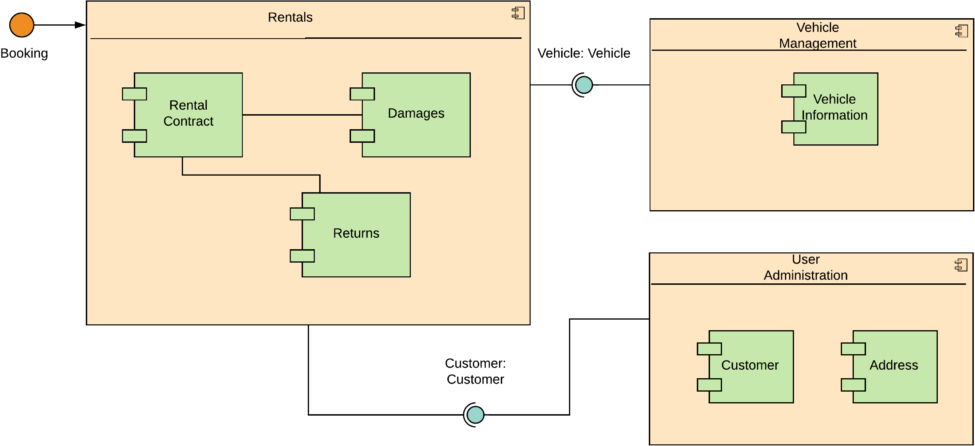 Rentals
Booking
Vehicle: Vehicle
Vehicle
Management
Rental
Contract
Damages
Vehicle
Information
Returns
User
Administration
Customer:
Customer
Customer
Address